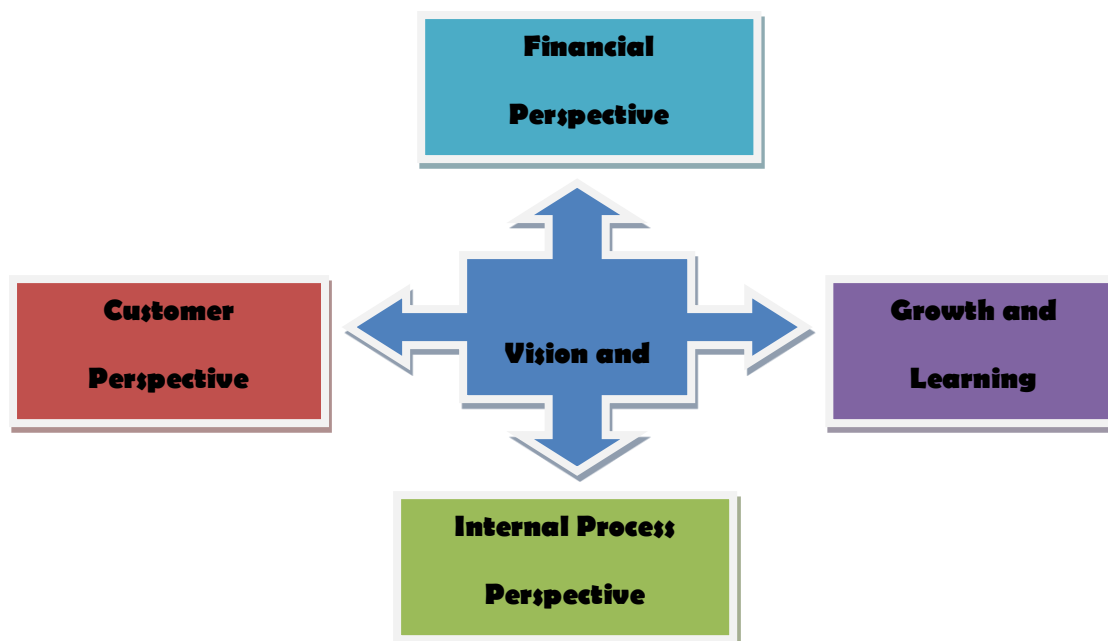 Financial
Perspective
Customer
Perspective
Vision and
Growth and
Learning
Internal Process
Perspective